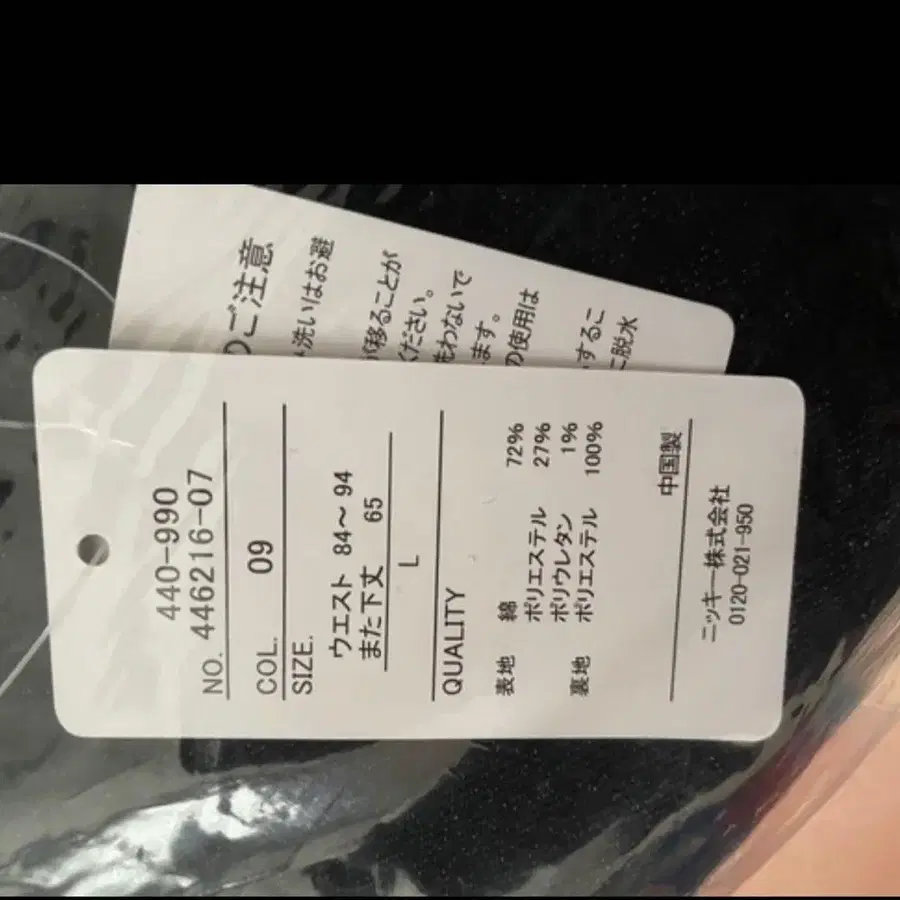 440-990
NO. 446216-07
COL. 09
SIZE.
ウエスト 84～94
また下丈 65
L
QUALITY
表地 綿 72%
ポリエステル 27%
ポリウレタン 1%
裏地 ポリエステル 100%
中国製
ニッキー株式会社
0120-021-950
のご注意
洗いはお避
が移ることが
ください。
洗わないで
ます。
の使用は
するこ
に脱水